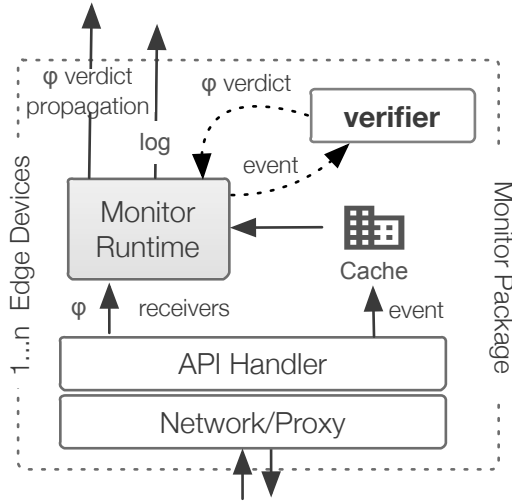 φ verdict
propagation
log
φ verdict
verifier
event
Monitor
Runtime
Cache
φ
receivers
event
API Handler
Network/Proxy
1...n Edge Devices
Monitor Package